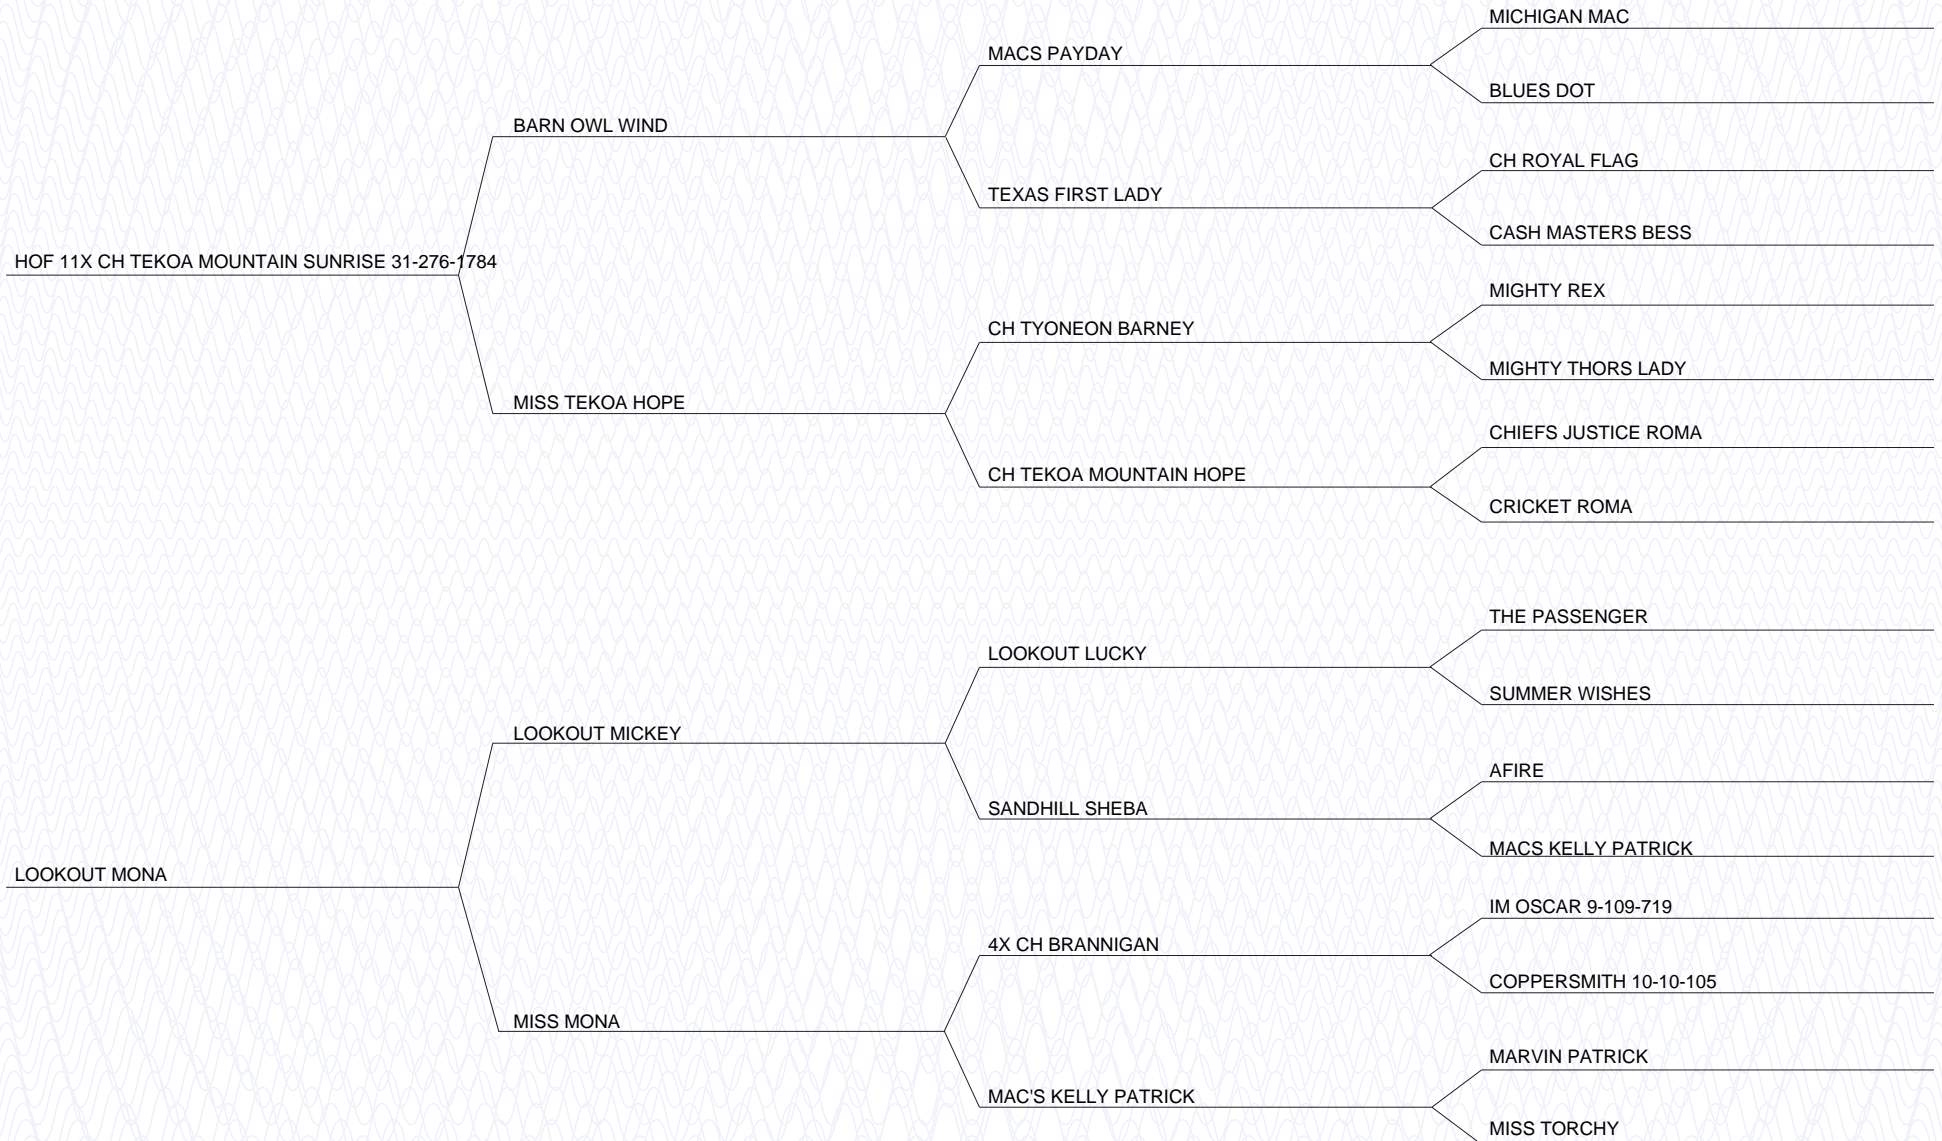 MICHIGAN MAC
MACS PAYDAY
BLUES DOT
BARN OWL WIND
CH ROYAL FLAG
TEXAS FIRST LADY
CASH MASTERS BESS
HOF 11X CH TEKOA MOUNTAIN SUNRISE 31-276-1784
MIGHTY REX
CH TYONEON BARNEY
MIGHTY THORS LADY
MISS TEKOA HOPE
CHIEFS JUSTICE ROMA
CH TEKOA MOUNTAIN HOPE
CRICKET ROMA
THE PASSENGER
LOOKOUT LUCKY
SUMMER WISHES
LOOKOUT MICKEY
AFIRE
SANDHILL SHEBA
MACS KELLY PATRICK
LOOKOUT MONA
IM OSCAR 9-109-719
4X CH BRANNIGAN
COPPERSMITH 10-10-105
MISS MONA
MARVIN PATRICK
MAC'S KELLY PATRICK
MISS TORCHY